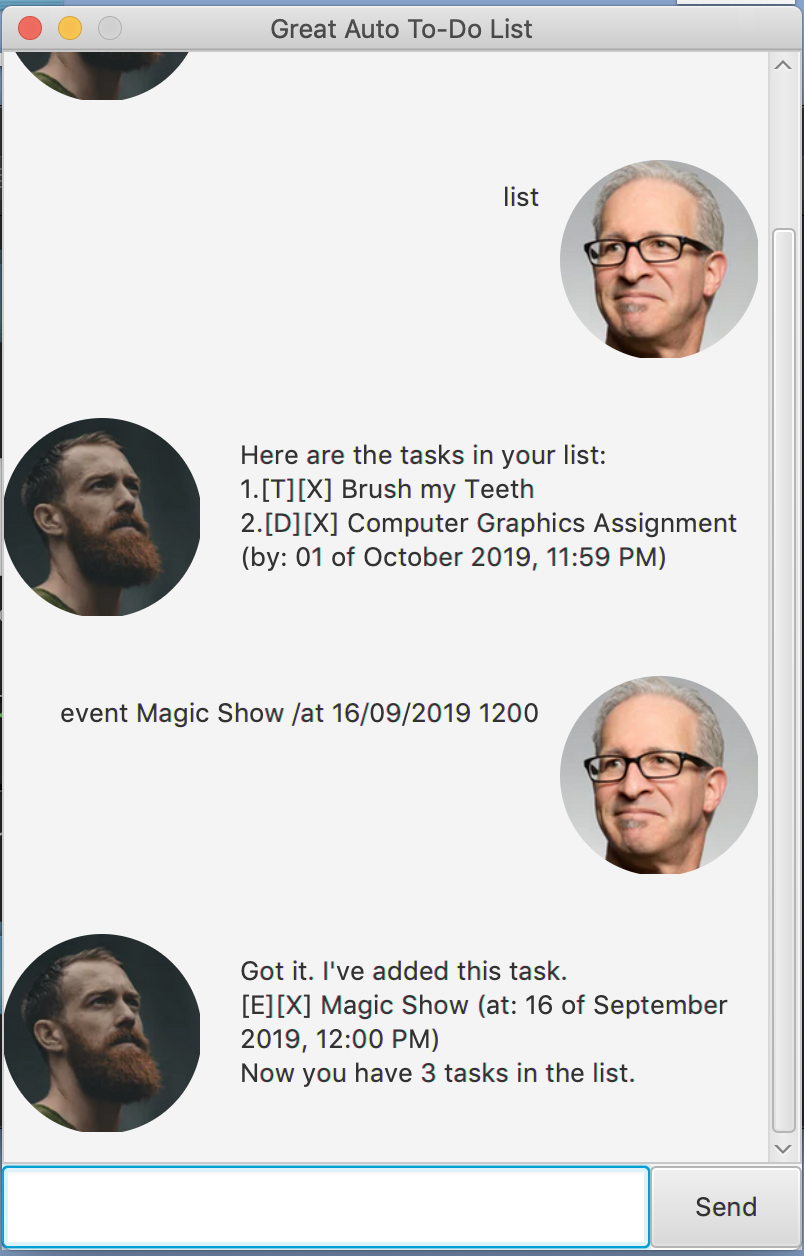 Great Auto To-Do List
list
Here are the tasks in your list:
1.[T][X] Brush my Teeth
2.[D][X] Computer Graphics Assignment
(by: 01 of October 2019, 11:59 PM)
event Magic Show /at 16/09/2019 1200
Got it. I've added this task.
[E][X] Magic Show (at: 16 of September
2019, 12:00 PM)
Now you have 3 tasks in the list.
Send